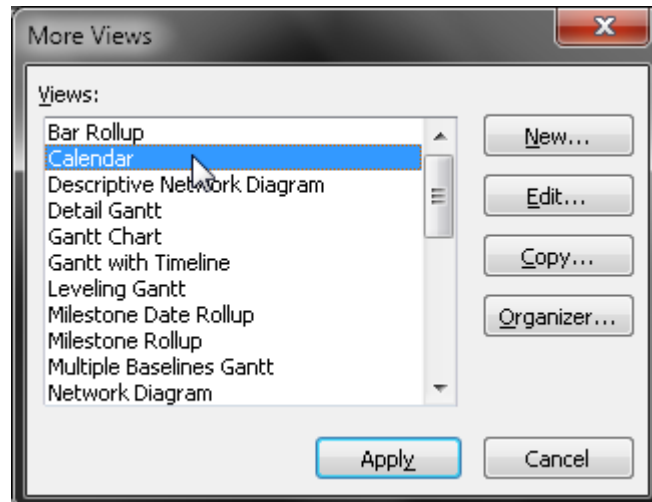 More Views
Views:
Bar Rollup
Calendar
Descriptive Network Diagram
Detail Gantt
Gantt Chart
Gantt with Timeline
Leveling Gantt
Milestone Date Rollup
Milestone Rollup
Multiple Baselines Gantt
Network Diagram
New...
Edit...
Copy...
Organizer...
Apply
Cancel